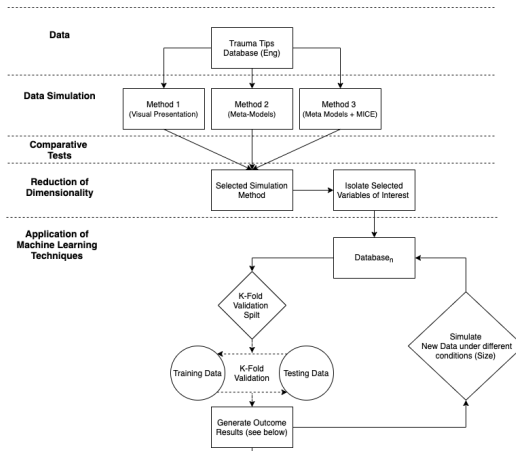 Data
Trauma Tips
Database (Eng)
Data Simulation
Method 1
(Visual Presentation)
Method 2
(Meta-Models)
Method 3
(Meta Models + MICE)
Comparative
Tests
Reduction of
Dimensionality
Selected Simulation
Method
Isolate Selected
Variables of Interest
Application of
Machine Learning
Techniques
Databaseₙ
K-Fold
Validation
Spilt
Simulate
New Data under different
conditions (Size)
Training Data
K-Fold
Validation
Testing Data
Generate Outcome
Results (see below)